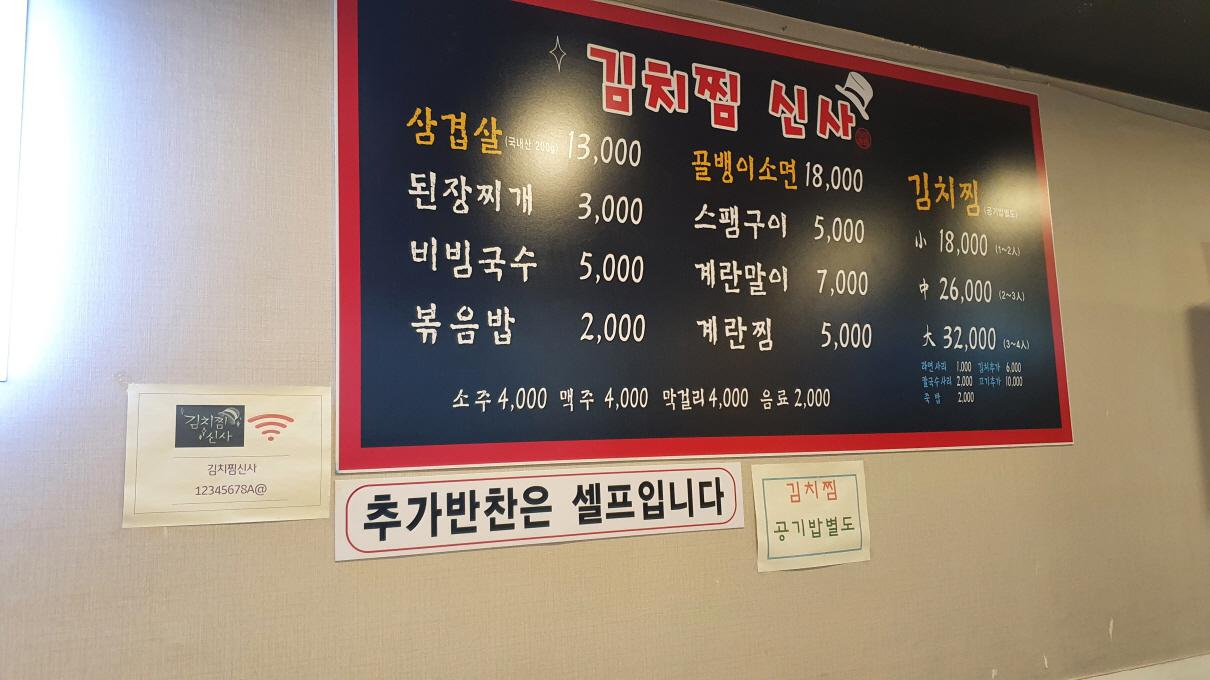 김치찜 신사
삼겹살 (국내산 200g) 13,000
된장찌개 3,000
비빔국수 5,000
볶음밥 2,000
골뱅이소면 18,000
스팸구이 5,000
계란말이 7,000
계란찜 5,000
김치찜 (공기밥별도)
小 18,000 (1~2人)
中 26,000 (2~3人)
大 32,000 (3~4人)
라면사리 1,000 김치추가 6,000
칼국수사리 2,000 고기추가 10,000
죽밥 2,000
소주 4,000 맥주 4,000 막걸리 4,000 음료 2,000
김치찜
신사
김치찜신사
12345678A@
추가반찬은 셀프입니다
김치찜
공기밥별도